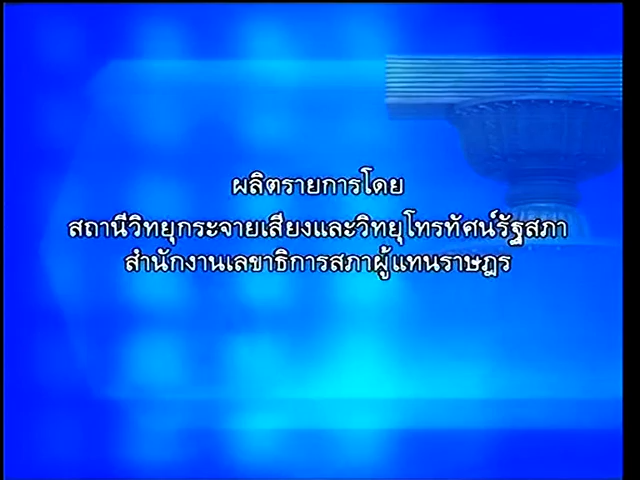 ผลิตรายการโดย
สถานีวิทยุกระจายเสียงและวิทยุโทรทัศน์รัฐสภา
สำนักงานเลขาธิการสภาผู้แทนราษฎร